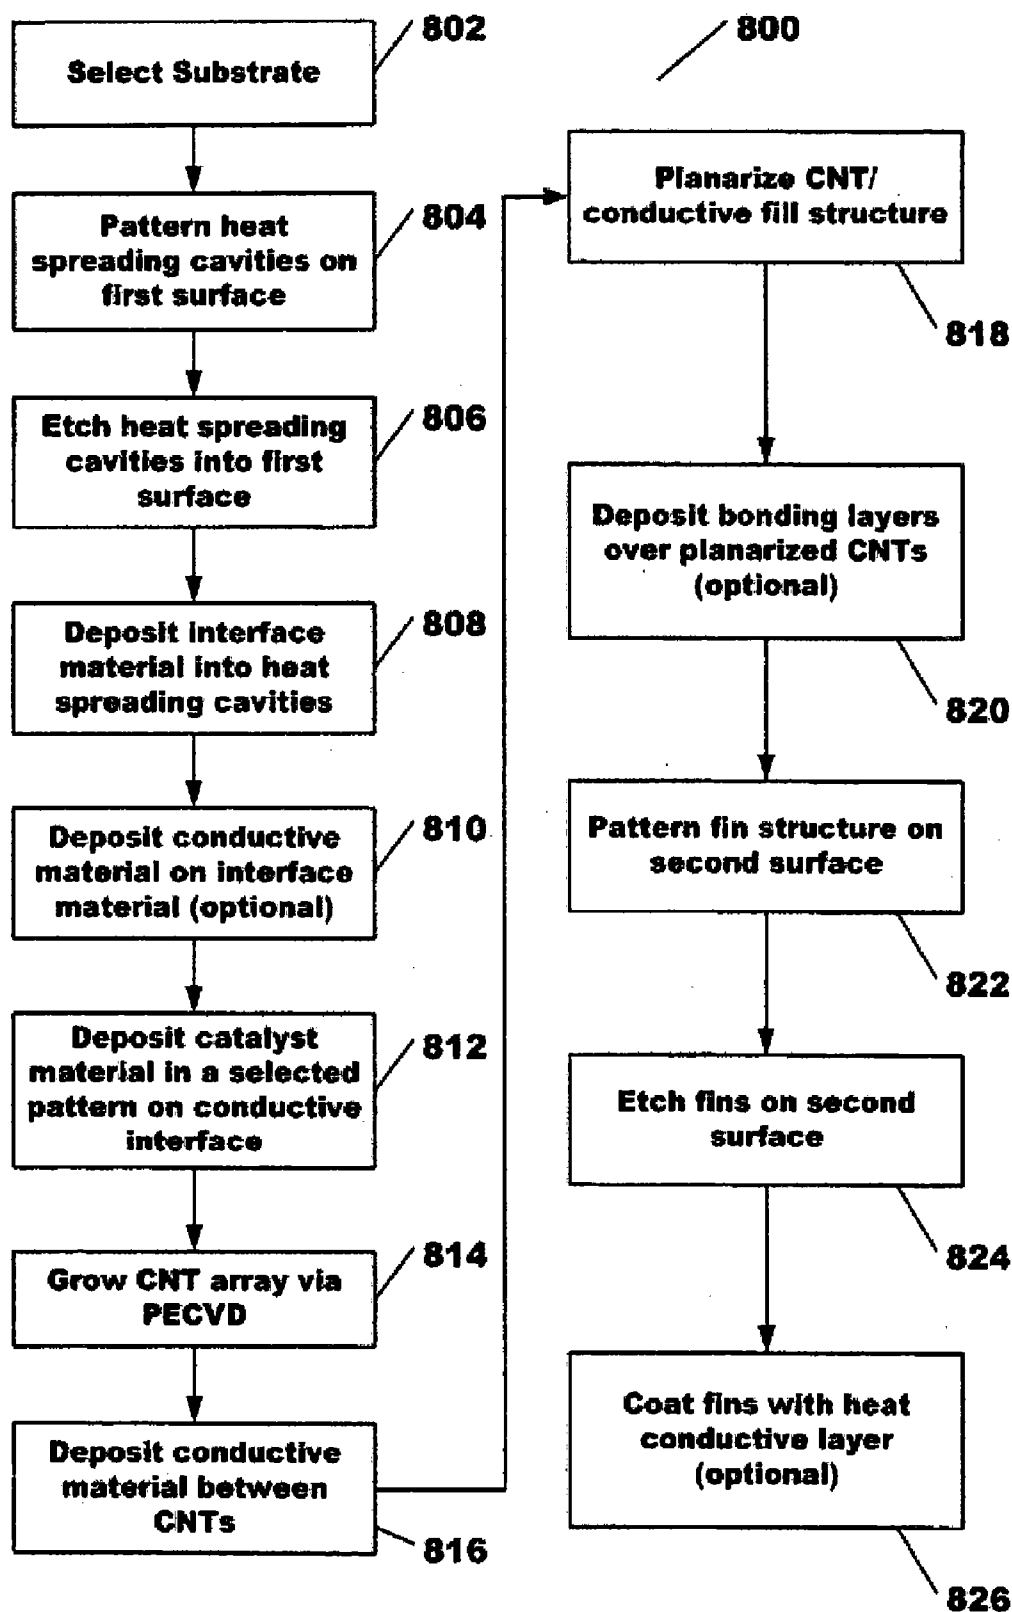 802
Select Substrate
804
Pattern heat
spreading cavities on
first surface
806
Etch heat spreading
cavities into first
surface
808
Deposit interface
material into heat
spreading cavities
810
Deposit conductive
material on interface
material (optional)
812
Deposit catalyst
material in a selected
pattern on conductive
interface
814
Grow CNT array via
PECVD
Deposit conductive
material between
CNTs
816
800
Planarize CNT/
conductive fill structure
818
Deposit bonding layers
over planarized CNTs
(optional)
820
Pattern fin structure on
second surface
822
Etch fins on second
surface
824
Coat fins with heat
conductive layer
(optional)
826